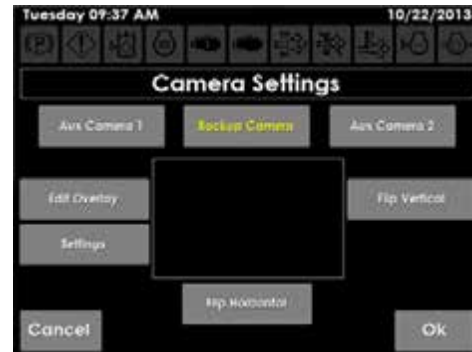 Tuesday 09:37 AM 10/22/2013
Camera Settings
Aux Camera 1 Backup Camera Aux Camera 2
Edit Overlay Flip Vertical
Settings
Flip Horizontal
Cancel Ok